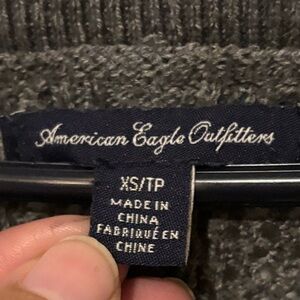 American Eagle Outfitters
XS/TP
MADE IN
CHINA
FABRIQUÉ EN
CHINE